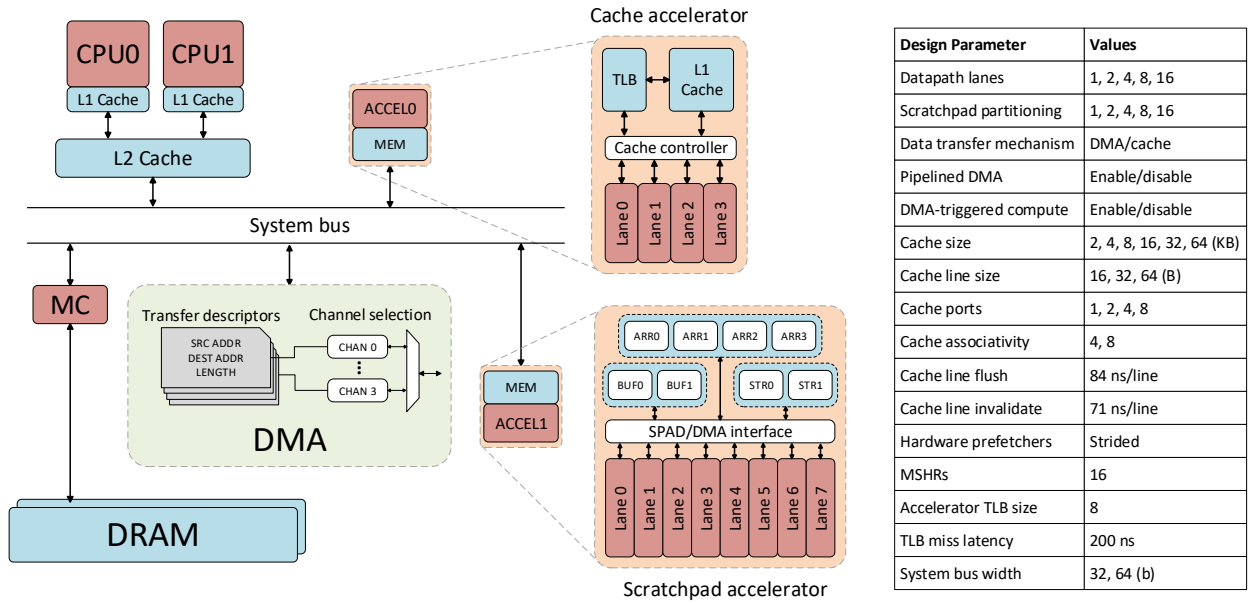 Cache accelerator
CPU0
CPU1
L1 Cache
L1 Cache
L2 Cache
ACCEL0
MEM
TLB
L1
Cache
Cache controller
Lane 0
Lane 1
Lane 2
Lane 3
System bus
MC
Transfer descriptors
SRC ADDR
DEST ADDR
LENGTH
Channel selection
CHAN 0
CHAN 3
DMA
DRAM
MEM
ACCEL1
ARR0
ARR1
ARR2
ARR3
BUF0
BUF1
STR0
STR1
SPAD/DMA interface
Lane 0
Lane 1
Lane 2
Lane 3
Lane 4
Lane 5
Lane 6
Lane 7
Scratchpad accelerator
Design Parameter Values
Datapath lanes 1, 2, 4, 8, 16
Scratchpad partitioning 1, 2, 4, 8, 16
Data transfer mechanism DMA/cache
Pipelined DMA Enable/disable
DMA-triggered compute Enable/disable
Cache size 2, 4, 8, 16, 32, 64 (KB)
Cache line size 16, 32, 64 (B)
Cache ports 1, 2, 4, 8
Cache associativity 4, 8
Cache line flush 84 ns/line
Cache line invalidate 71 ns/line
Hardware prefetchers Strided
MSHRs 16
Accelerator TLB size 8
TLB miss latency 200 ns
System bus width 32, 64 (b)